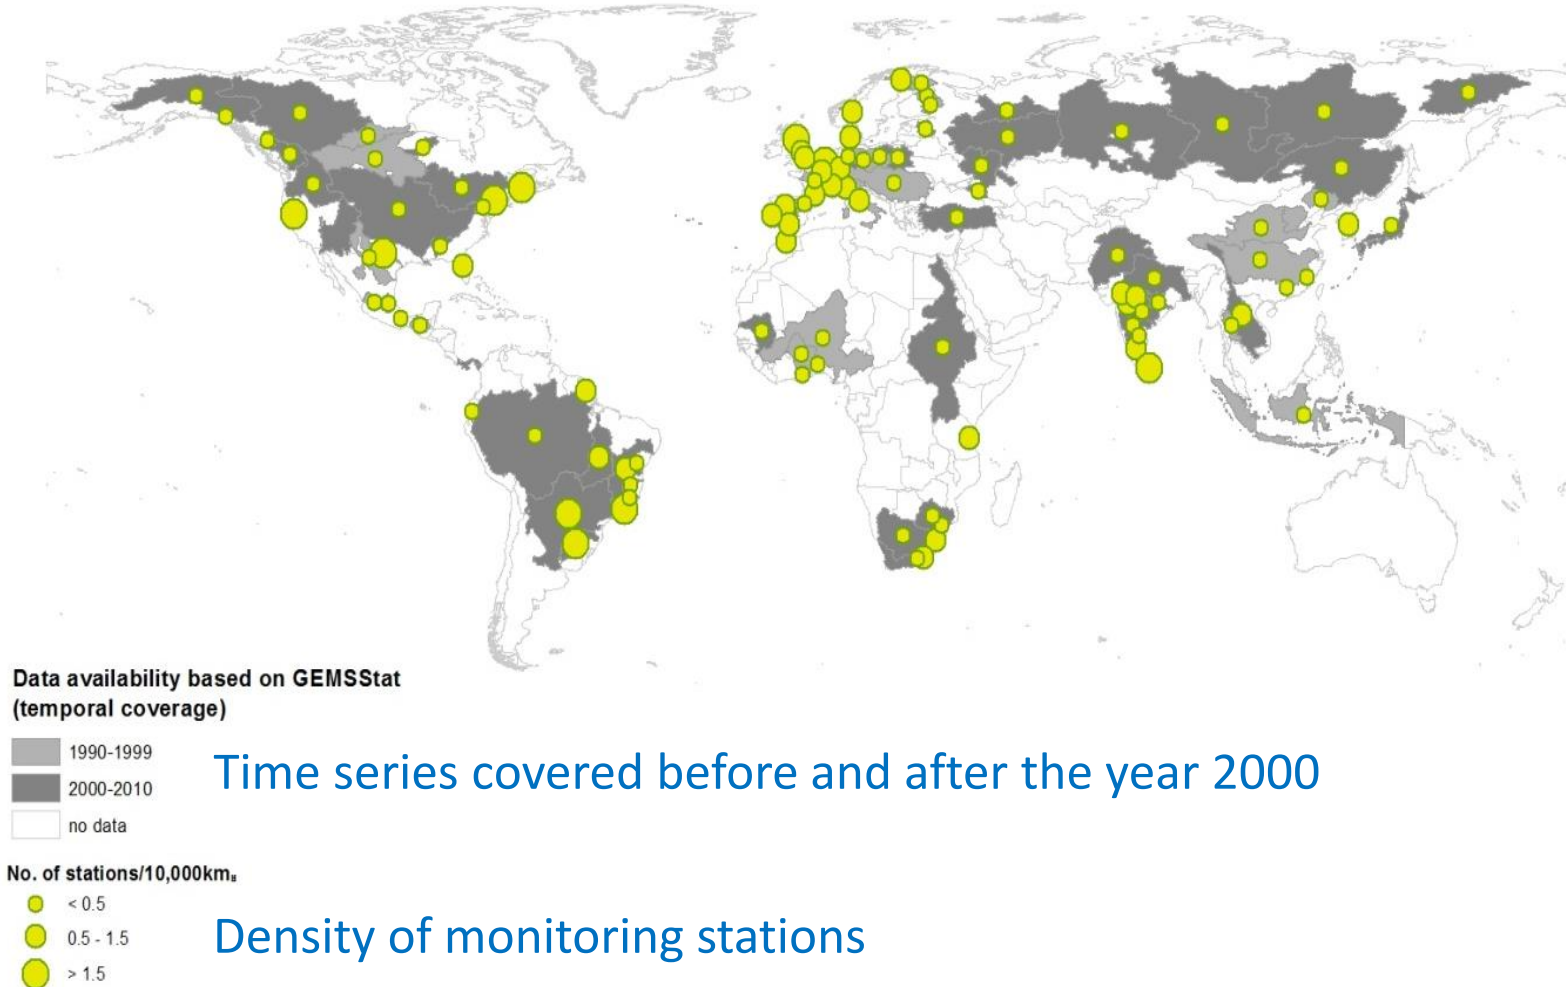 Data availability based on GEMSStat
(temporal coverage)
1990-1999
2000-2010
no data
Time series covered before and after the year 2000
No. of stations/10,000km
< 0.5
0.5 - 1.5
> 1.5
Density of monitoring stations